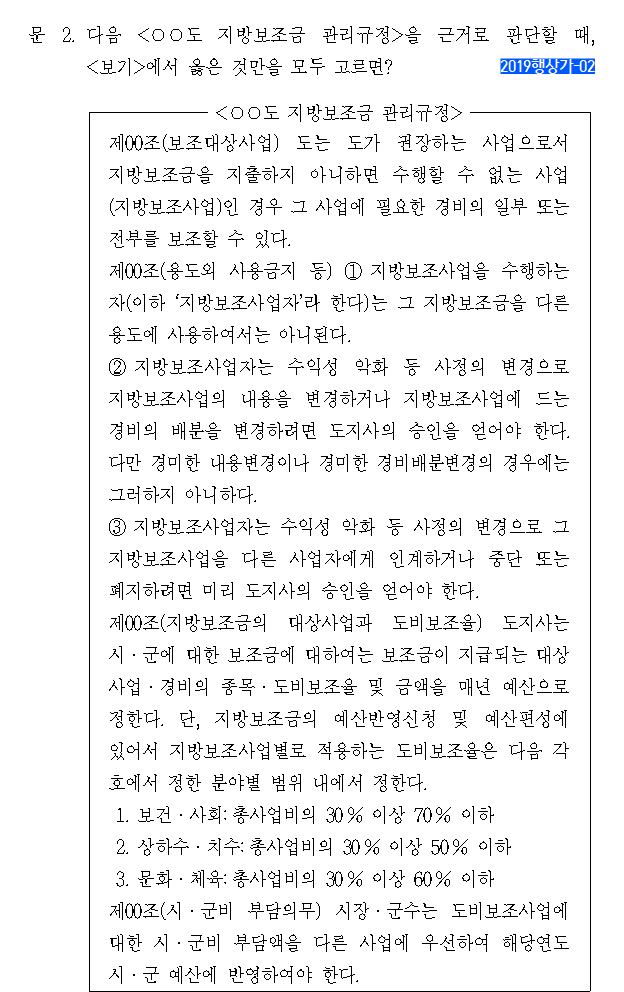 문 2. 다음 <○○도 지방보조금 관리규정>을 근거로 판단할 때,
<보기>에서 옳은 것만을 모두 고르면?
2019행상가-02
<○○도 지방보조금 관리규정>
제00조(보조대상사업) 도는 도가 권장하는 사업으로서
지방보조금을 지출하지 아니하면 수행할 수 없는 사업
(지방보조사업)인 경우 그 사업에 필요한 경비의 일부 또는
전부를 보조할 수 있다.
제00조(용도외 사용금지 등) ① 지방보조사업을 수행하는
자(이하 ‘지방보조사업자’라 한다)는 그 지방보조금을 다른
용도에 사용하여서는 아니된다.
② 지방보조사업자는 수익성 악화 등 사정의 변경으로
지방보조사업의 내용을 변경하거나 지방보조사업에 드는
경비의 배분을 변경하려면 도지사의 승인을 얻어야 한다.
다만 경미한 내용변경이나 경미한 경비배분변경의 경우에는
그러하지 아니하다.
③ 지방보조사업자는 수익성 악화 등 사정의 변경으로 그
지방보조사업을 다른 사업자에게 인계하거나 중단 또는
폐지하려면 미리 도지사의 승인을 얻어야 한다.
제00조(지방보조금의 대상사업과 도비보조율) 도지사는
시·군에 대한 보조금에 대하여는 보조금이 지급되는 대상
사업·경비의 종목·도비보조율 및 금액을 매년 예산으로
정한다. 단, 지방보조금의 예산반영신청 및 예산편성에
있어서 지방보조사업별로 적용하는 도비보조율은 다음 각
호에서 정한 분야별 범위 내에서 정한다.
1. 보건·사회: 총사업비의 30% 이상 70% 이하
2. 상하수·치수: 총사업비의 30% 이상 50% 이하
3. 문화·체육: 총사업비의 30% 이상 60% 이하
제00조(시·군비 부담의무) 시장·군수는 도비보조사업에
대한 시·군비 부담액을 다른 사업에 우선하여 해당연도
시·군 예산에 반영하여야 한다.